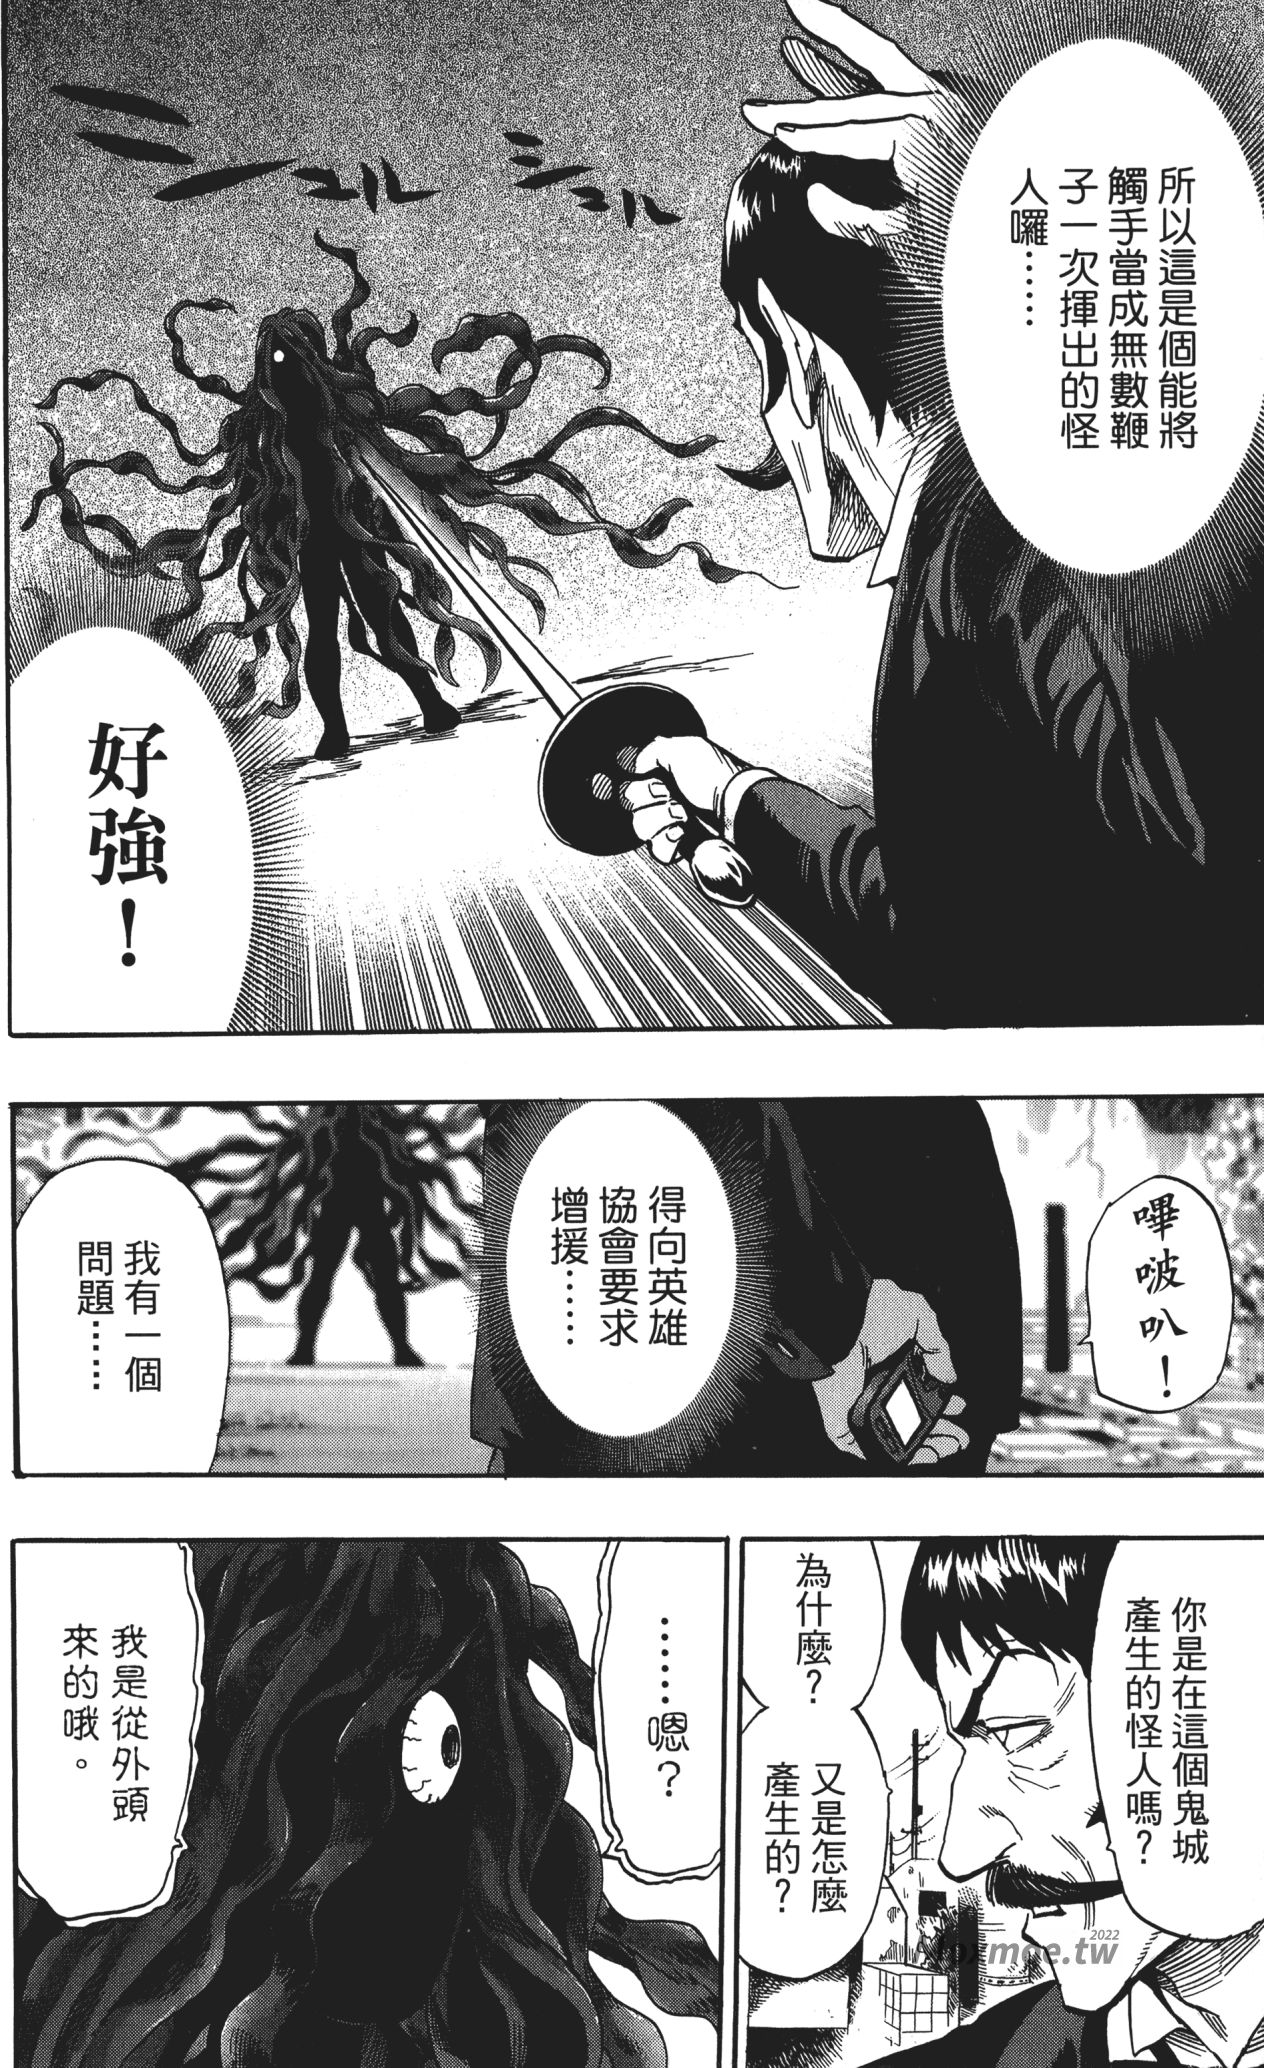 所以這是個能將
觸手當成無數鞭
子一次揮出的怪
人囉……
ミシュル
ニュルル
好強！
嗶啵叭！
得向英雄
協會要求
增援……
我有一個
問題……
你是在這個鬼城
產生的怪人嗎？
為什麼？
又是怎麼
產生的？
……嗯？
我是從外頭
來的哦。
2022